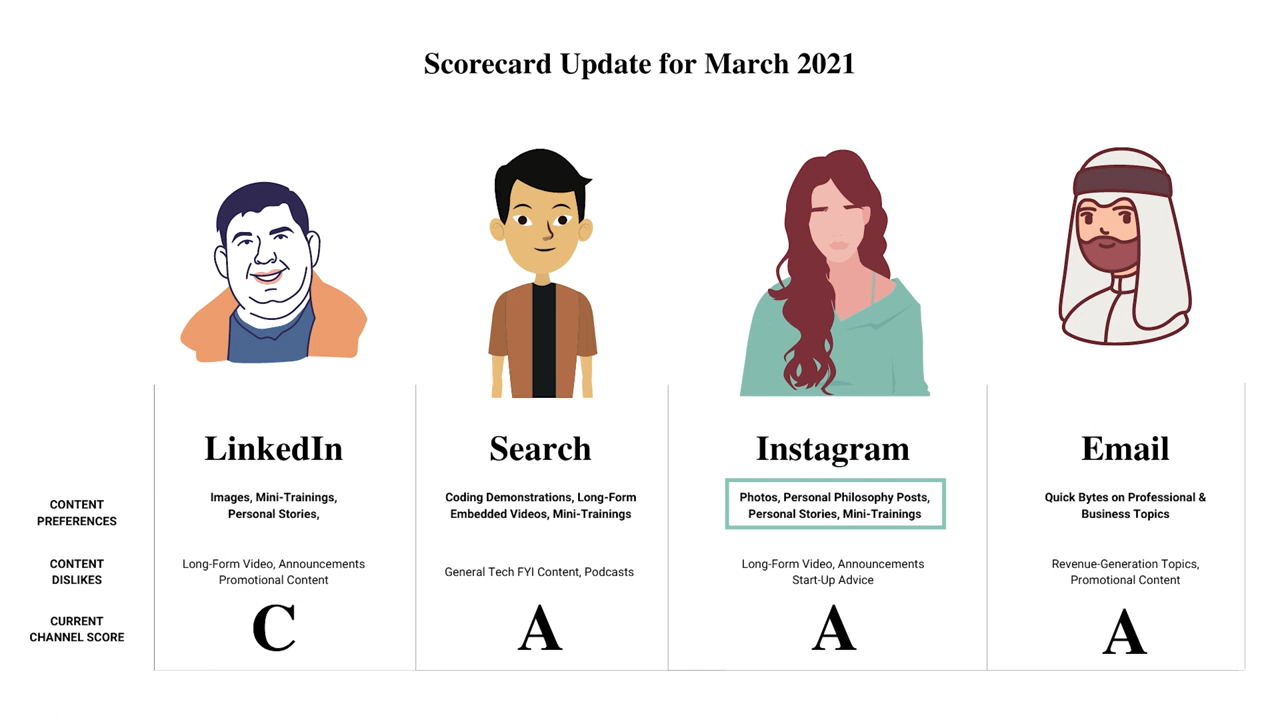 Scorecard Update for March 2021
LinkedIn
Search
Instagram
Email
CONTENT
PREFERENCES
Images, Mini-Trainings,
Personal Stories,
Coding Demonstrations, Long-Form
Embedded Videos, Mini-Trainings
Photos, Personal Philosophy Posts,
Personal Stories, Mini-Trainings
Quick Bytes on Professional &
Business Topics
CONTENT
DISLIKES
Long-Form Video, Announcements
Promotional Content
General Tech FYI Content, Podcasts
Long-Form Video, Announcements
Start-Up Advice
Revenue-Generation Topics,
Promotional Content
CURRENT
CHANNEL SCORE
C
A
A
A